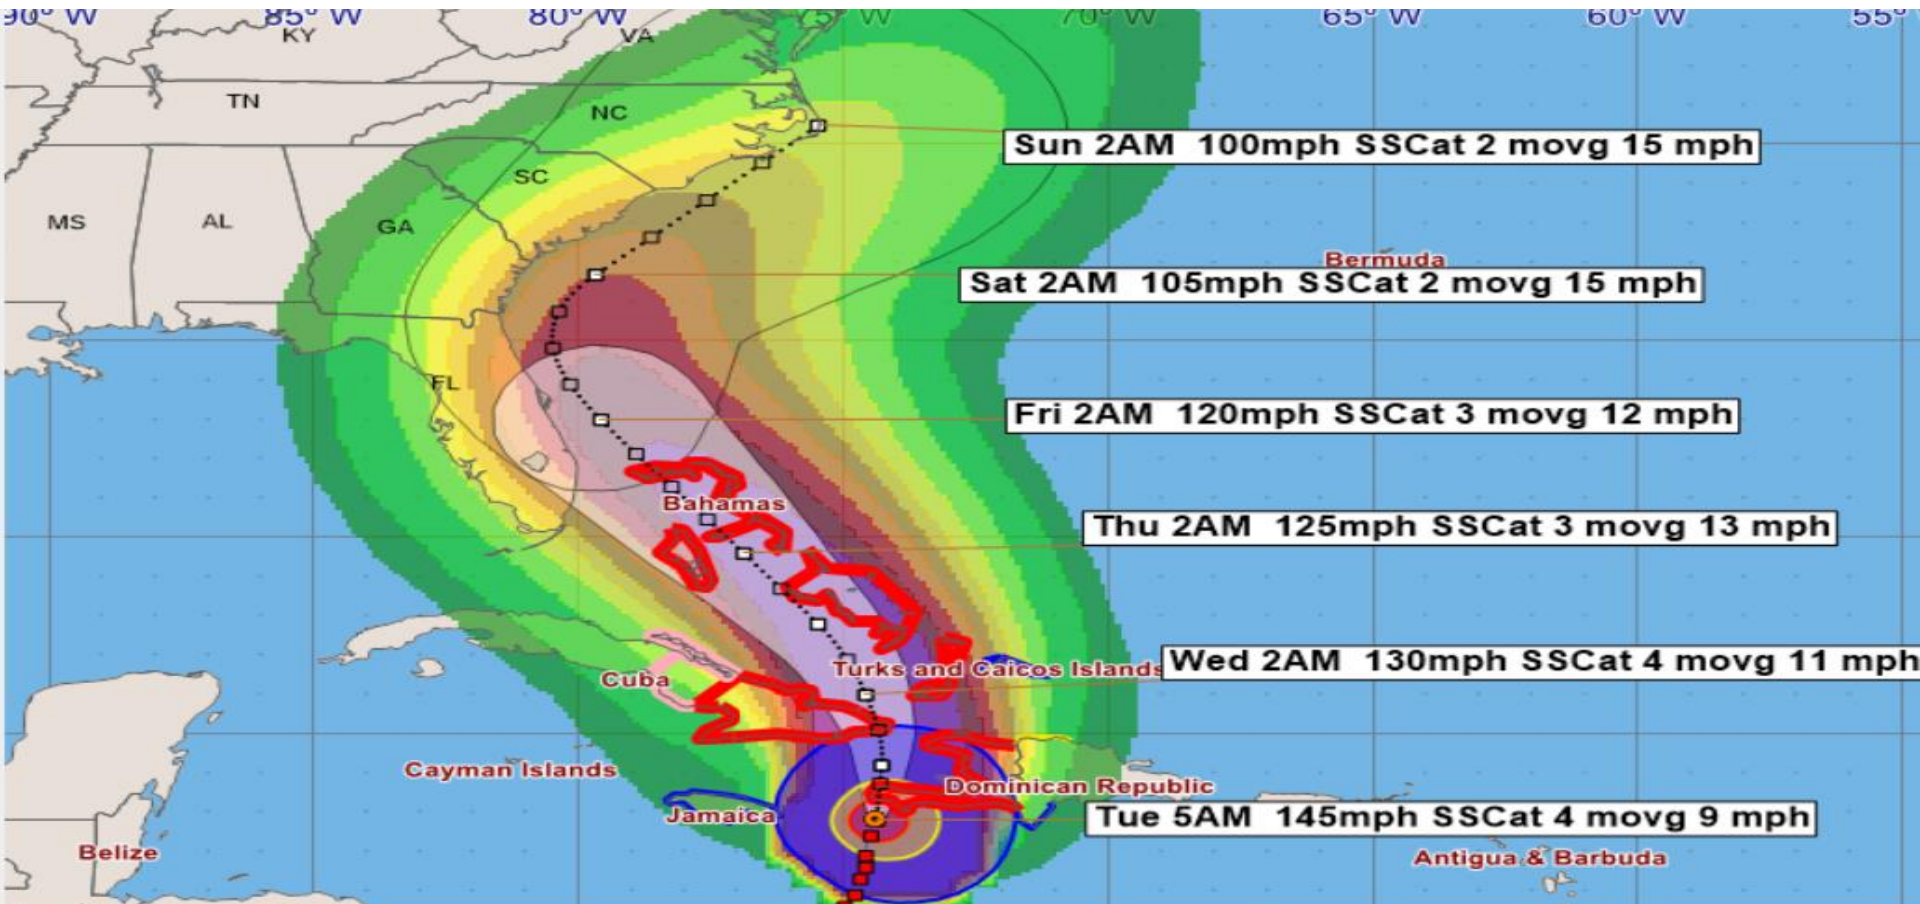 90° W 85° W 80° W 75° W 70° W 65° W 60° W 55°
KY
VA
TN
NC
Sun 2AM 100mph SSCat 2 movg 15 mph
SC
MS
AL
GA
Bermuda
Sat 2AM 105mph SSCat 2 movg 15 mph
FL
Fri 2AM 120mph SSCat 3 movg 12 mph
Bahamas
Thu 2AM 125mph SSCat 3 movg 13 mph
Turks and Caicos Islands
Wed 2AM 130mph SSCat 4 movg 11 mph
Cuba
Cayman Islands
Dominican Republic
Jamaica
Tue 5AM 145mph SSCat 4 movg 9 mph
Belize
Antigua & Barbuda